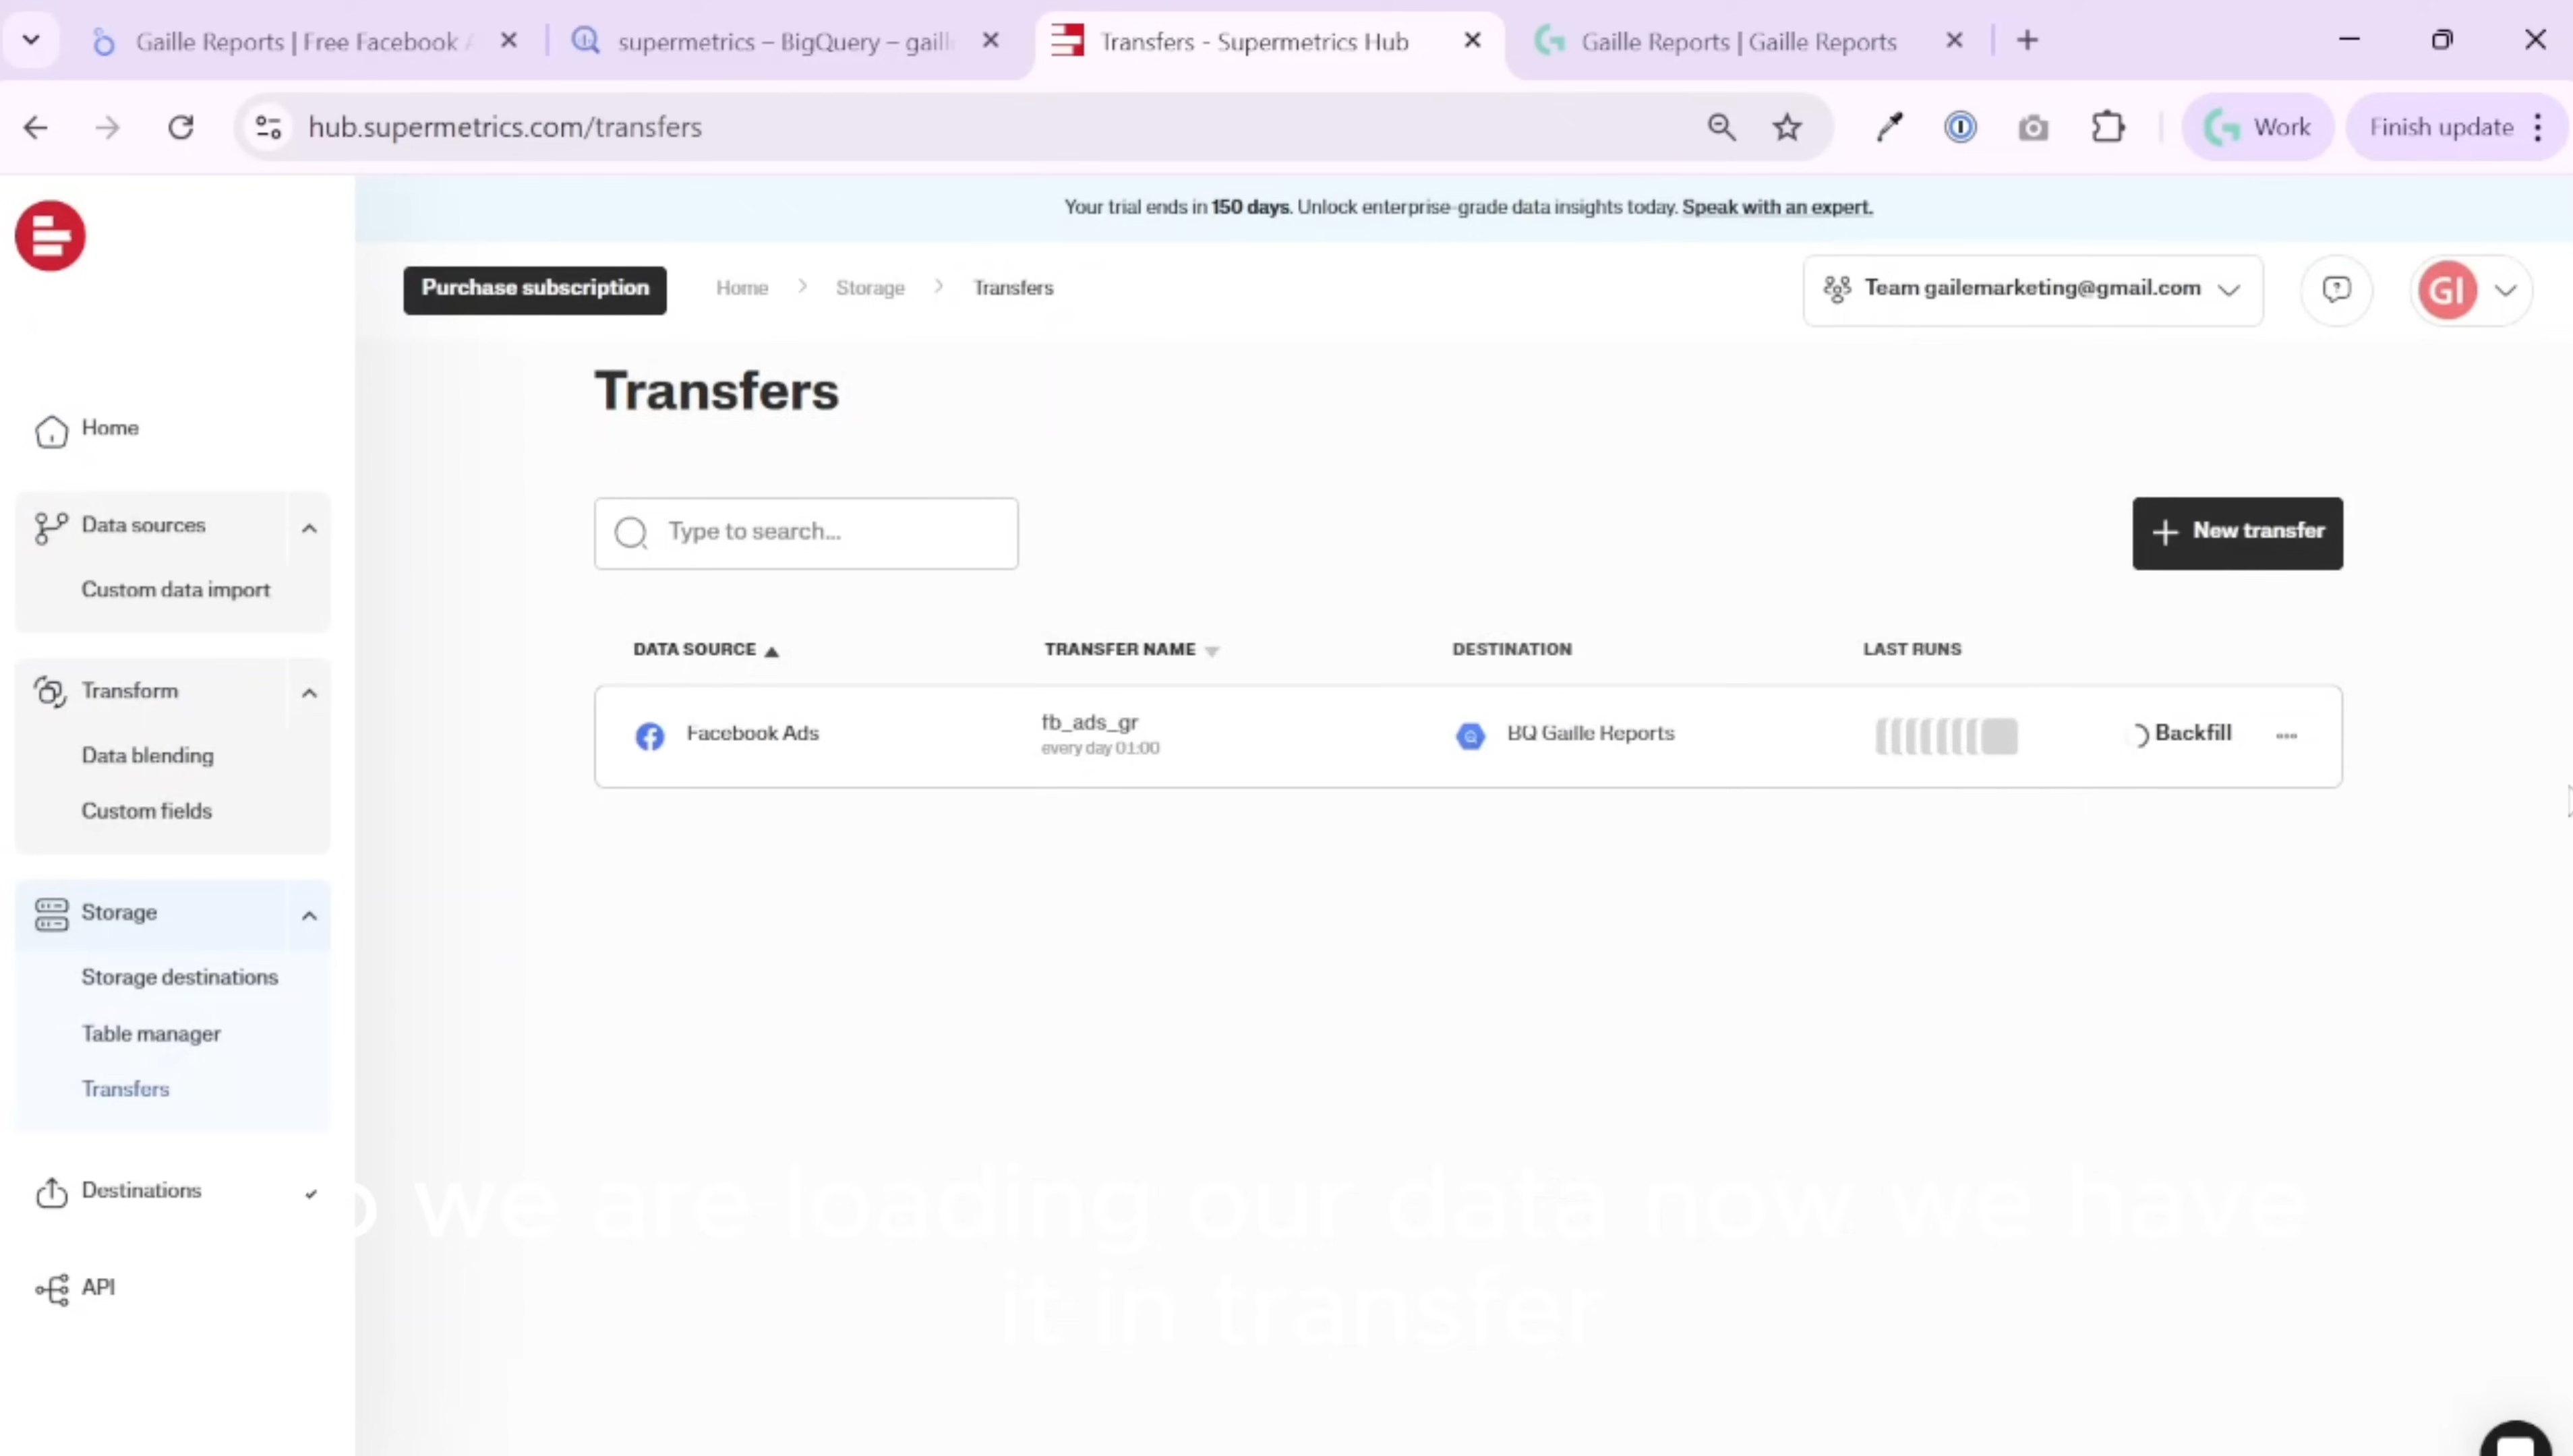 Gaille Reports | Free Facebook A
supermetrics – BigQuery – gaill
Transfers - Supermetrics Hub
Gaille Reports | Gaille Reports
hub.supermetrics.com/transfers
Work
Finish update
Your trial ends in 150 days. Unlock enterprise-grade data insights today. Speak with an expert.
Purchase subscription
Home
Storage
Transfers
Team gailemarketing@gmail.com
GI
Home
Data sources
Custom data import
Transform
Data blending
Custom fields
Storage
Storage destinations
Table manager
Transfers
Destinations
API
Transfers
Type to search...
New transfer
DATA SOURCE
TRANSFER NAME
DESTINATION
LAST RUNS
Facebook Ads
fb_ads_gr
every day 01:00
BQ Gaille Reports
Backfill
o we are loading our data now we have
it in transfer